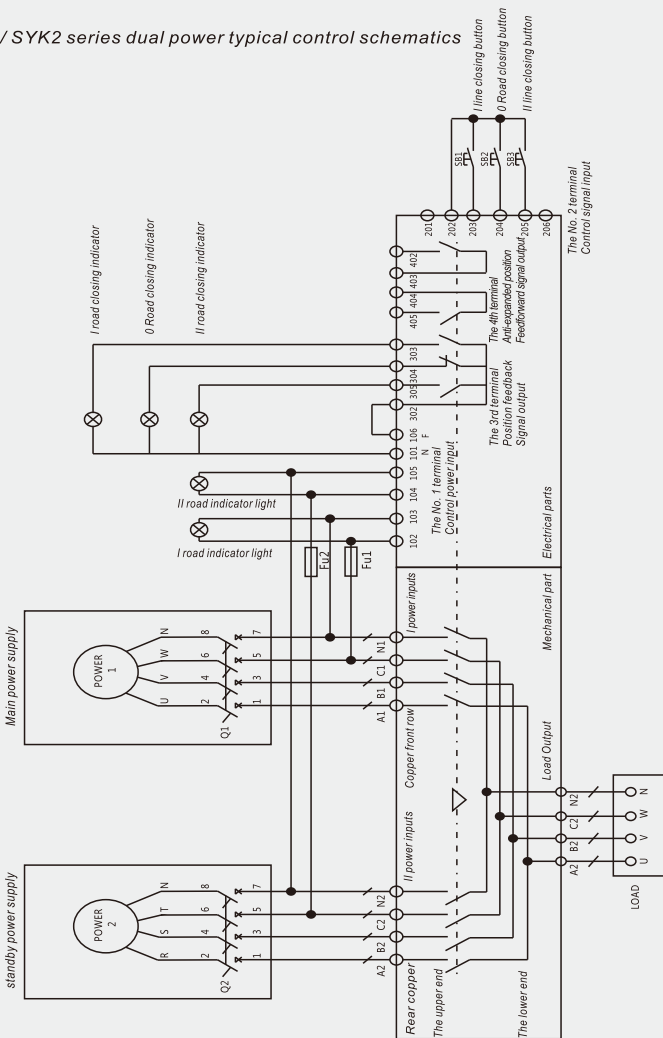 / SYK2 series dual power typical control schematics
I line closing button
0 Road closing button
II line closing button
SB1
SB2
SB3
201
202
203
204
205
206
The No. 2 terminal
Control signal input
I road closing indicator
0 Road closing indicator
II road closing indicator
402
403
404
405
The 4th terminal
Anti-expanded position
Feedforward signal output
303
304
305
302
The 3rd terminal
Position feedback
Signal output
106 F
101 N
105
104
103
102
The No. 1 terminal
Control power input
II road indicator light
I road indicator light
Fu2
Fu1
Electrical parts
Mechanical part
Main power supply
POWER
1
N
W
V
U
8
6
4
2
7
5
3
1
Q1
N1
C1
B1
A1
I power inputs
Copper front row
Load Output
N2
C2
B2
A2
N
W
V
U
LOAD
standby power supply
POWER
2
N
T
S
R
8
6
4
2
7
5
3
1
Q2
N2
C2
B2
A2
II power inputs
Rear copper
The upper end
The lower end